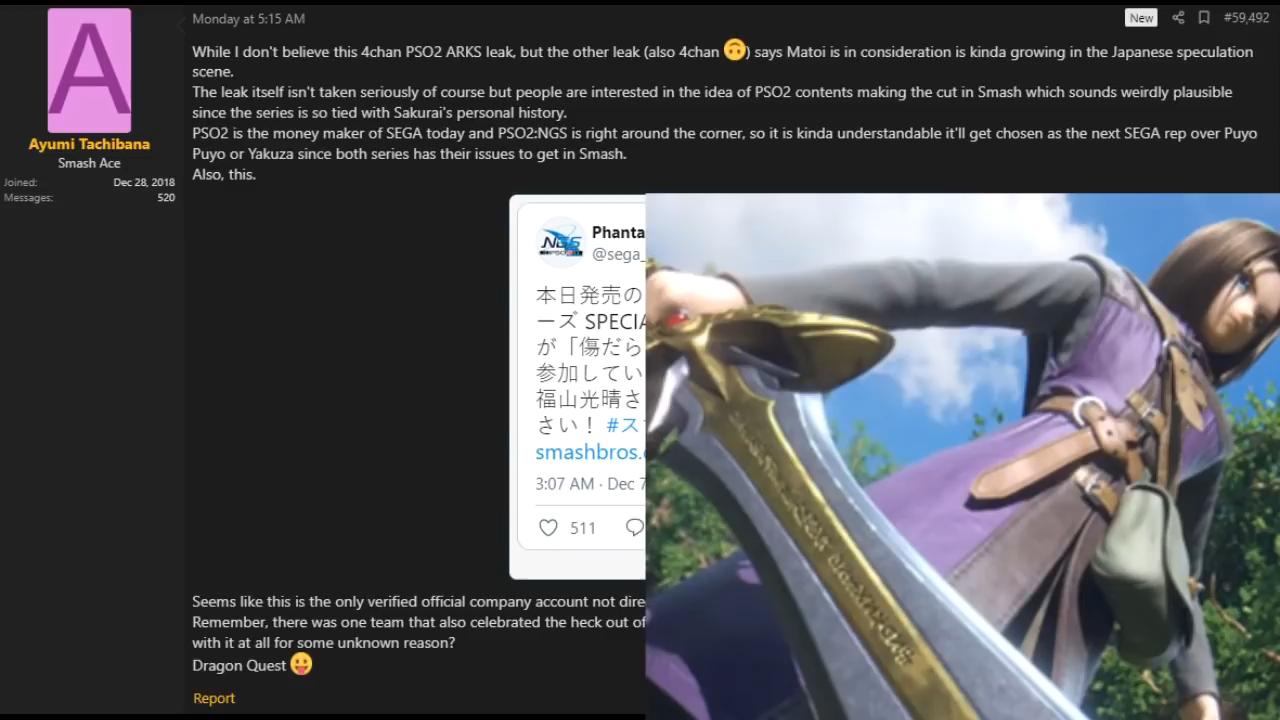 A
Ayumi Tachibana
Smash Ace
Joined: Dec 28, 2018
Messages: 520
Monday at 5:15 AM
New
#59,492
While I don't believe this 4chan PSO2 ARKS leak, but the other leak (also 4chan 🙃) says Matoi is in consideration is kinda growing in the Japanese speculation
scene.
The leak itself isn't taken seriously of course but people are interested in the idea of PSO2 contents making the cut in Smash which sounds weirdly plausible
since the series is so tied with Sakurai's personal history.
PSO2 is the money maker of SEGA today and PSO2:NGS is right around the corner, so it is kinda understandable it'll get chosen as the next SEGA rep over Puyo
Puyo or Yakuza since both series has their issues to get in Smash.
Also, this.
NGS
PSO2
Phanta
@sega_
本日発売の
ーズ SPECIA
が「傷だら
参加してい
福山光晴さ
さい！ #ス
smashbros.
3:07 AM · Dec 7
511
Seems like this is the only verified official company account not dire
Remember, there was one team that also celebrated the heck out of
with it at all for some unknown reason?
Dragon Quest 😛
Report